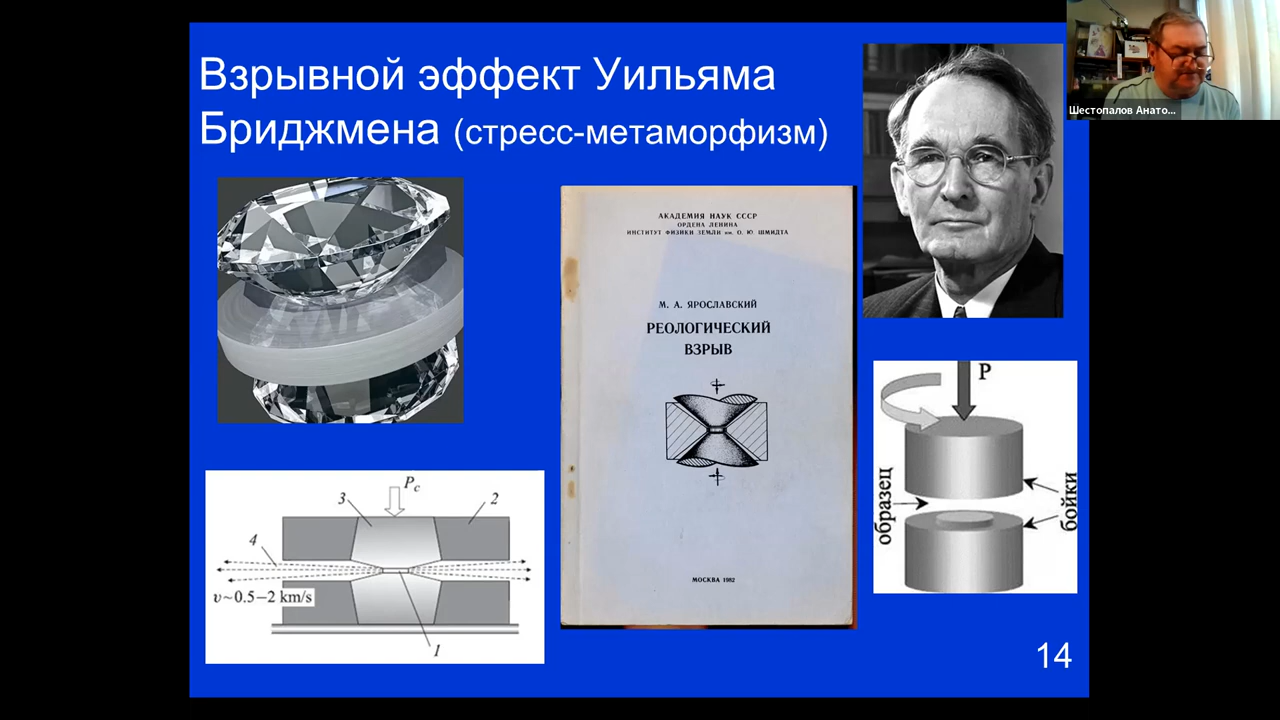 Взрывной эффект Уильяма
Бриджмена (стресс-метаморфизм)
Шестопалов Анато...
АКАДЕМИЯ НАУК СССР
ОРДЕНА ЛЕНИНА
ИНСТИТУТ ФИЗИКИ ЗЕМЛИ им. О. Ю. ШМИДТА
М. А. ЯРОСЛАВСКИЙ
РЕОЛОГИЧЕСКИЙ
ВЗРЫВ
МОСКВА 1982
P
образец
бойки
Pc
3
2
4
υ~0.5–2 km/s
1
14